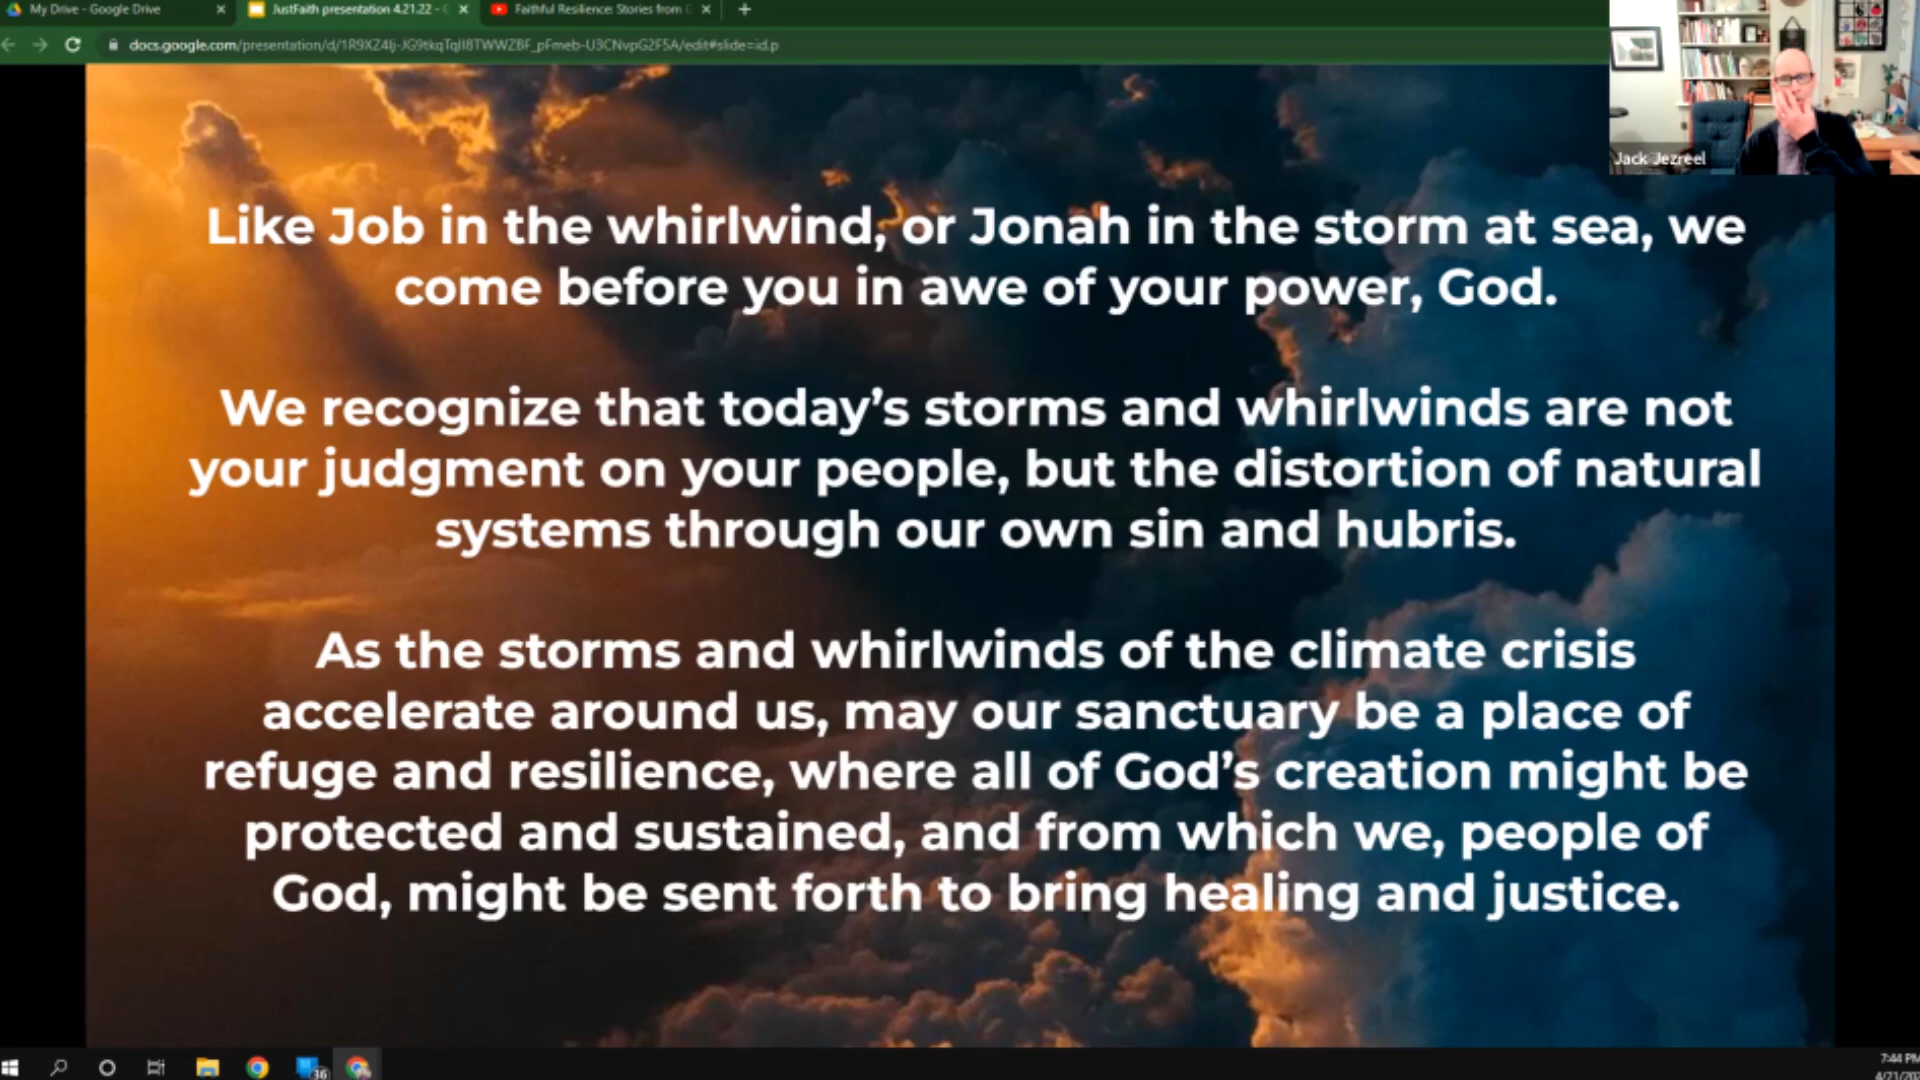 My Drive - Google Drive
JustFaith presentation 4.21.22 -
Faithful Resilience: Stories from
docs.google.com/presentation/d/
Jack Jezreel
Like Job in the whirlwind, or Jonah in the storm at sea, we
come before you in awe of your power, God.
We recognize that today’s storms and whirlwinds are not
your judgment on your people, but the distortion of natural
systems through our own sin and hubris.
As the storms and whirlwinds of the climate crisis
accelerate around us, may our sanctuary be a place of
refuge and resilience, where all of God’s creation might be
protected and sustained, and from which we, people of
God, might be sent forth to bring healing and justice.
36
7:44 PM